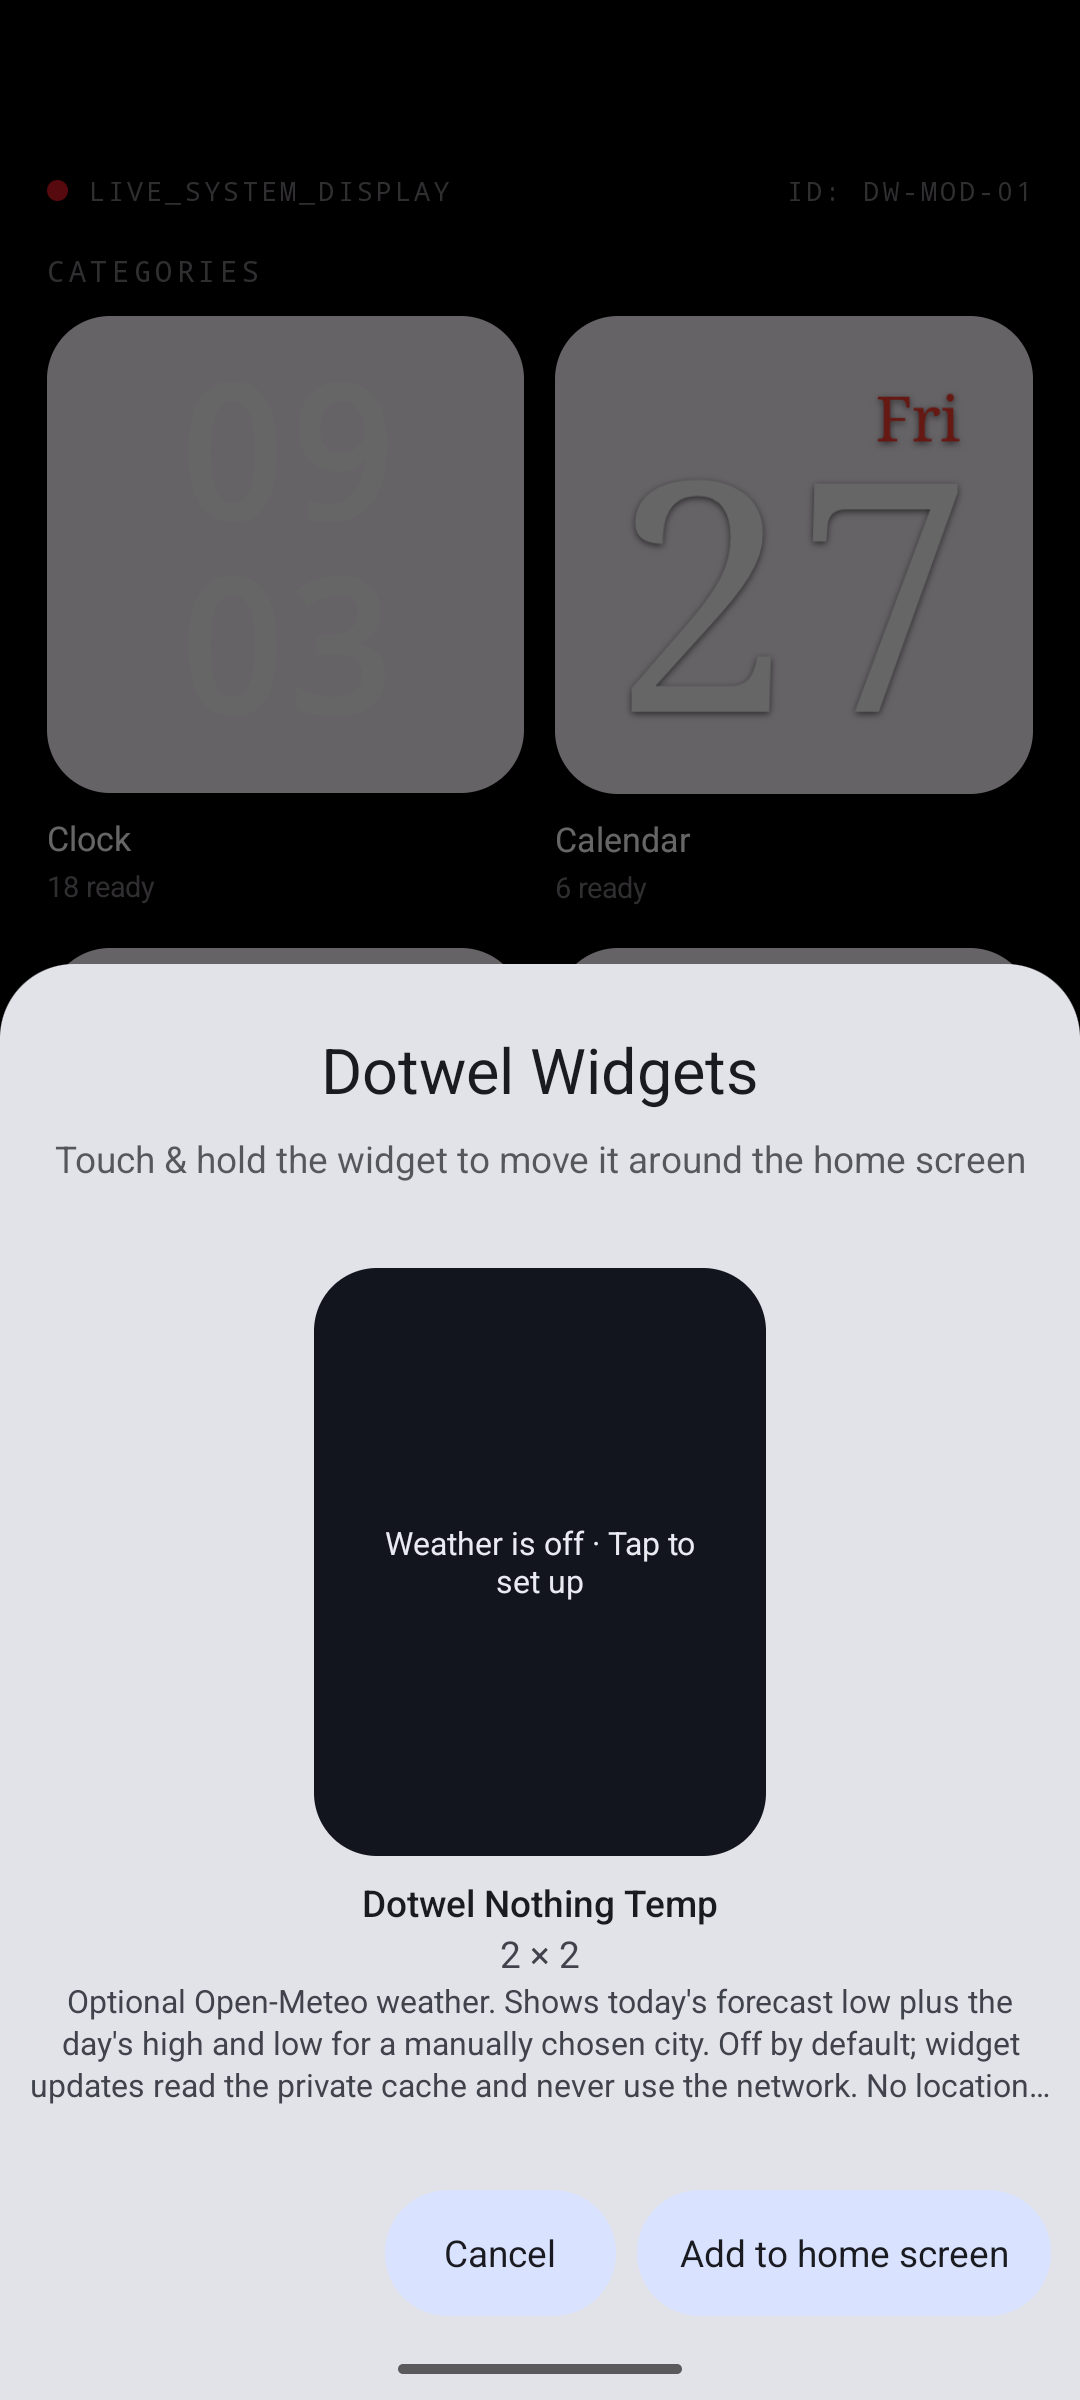 LIVE_SYSTEM_DISPLAY
ID: DW-MOD-01
CATEGORIES
09
03
Fri
27
Clock
18 ready
Calendar
6 ready
Dotwel Widgets
Touch & hold the widget to move it around the home screen
Weather is off · Tap to
set up
Dotwel Nothing Temp
2 × 2
Optional Open-Meteo weather. Shows today's forecast low plus the
day's high and low for a manually chosen city. Off by default; widget
updates read the private cache and never use the network. No location…
Cancel
Add to home screen